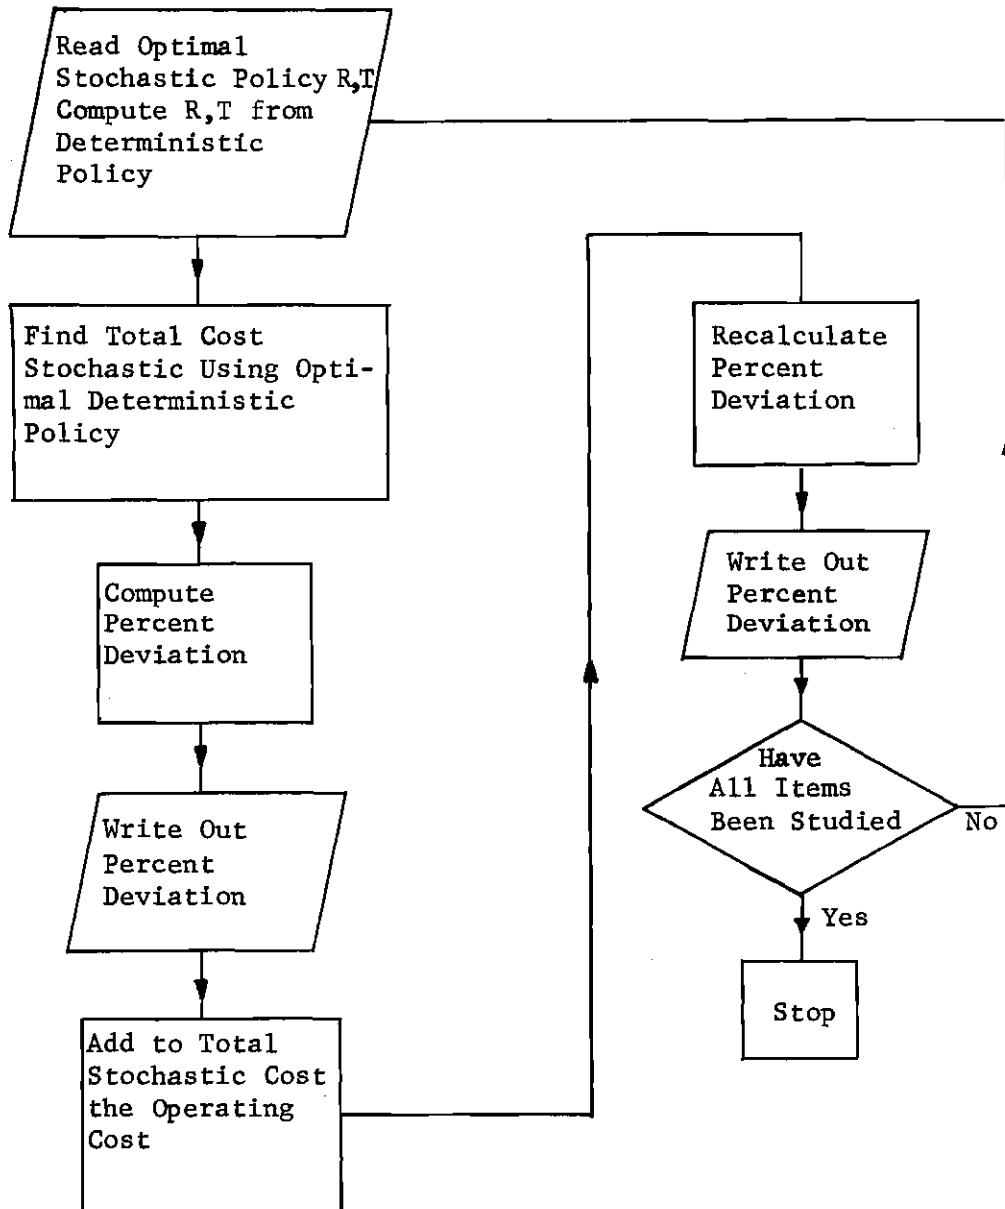 Read Optimal
Stochastic Policy R,T
Compute R,T from
Deterministic
Policy
Find Total Cost
Stochastic Using Opti-
mal Deterministic
Policy
Compute
Percent
Deviation
Write Out
Percent
Deviation
Add to Total
Stochastic Cost
the Operating
Cost
Recalculate
Percent
Deviation
Write Out
Percent
Deviation
Have
All Items
Been Studied
No
Yes
Stop